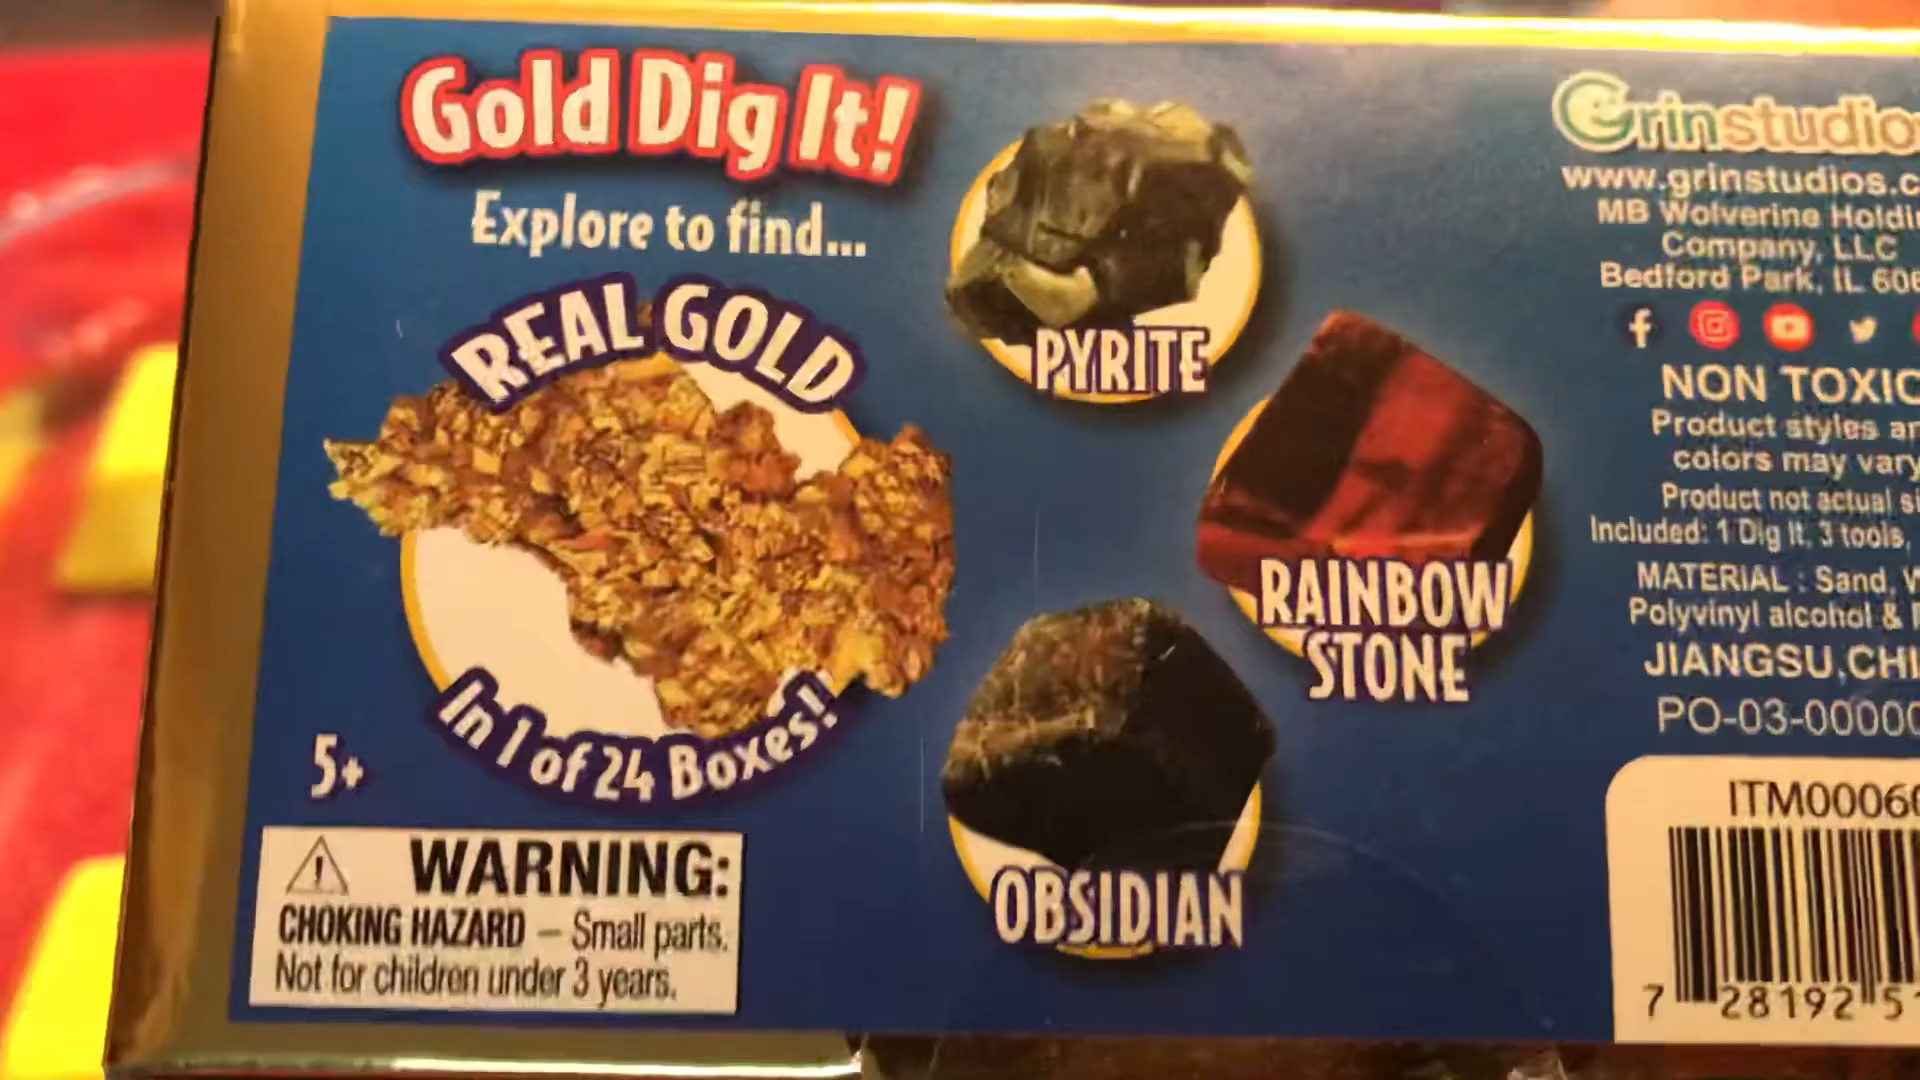 Gold Dig It!
Explore to find...
REAL GOLD
In 1 of 24 Boxes!
5+
WARNING:
CHOKING HAZARD – Small parts.
Not for children under 3 years.
PYRITE
RAINBOW
STONE
OBSIDIAN
Grinstudio
www.grinstudios.c
MB Wolverine Holdi
Company, LLC
Bedford Park, IL 606
NON TOXIC
Product styles a
colors may vary
Product not actual si
Included: 1 Dig It, 3 tools,
MATERIAL : Sand,
Polyvinyl alcohol &
JIANGSU,CHI
PO-03-00000
ITM00060
7 28192 5